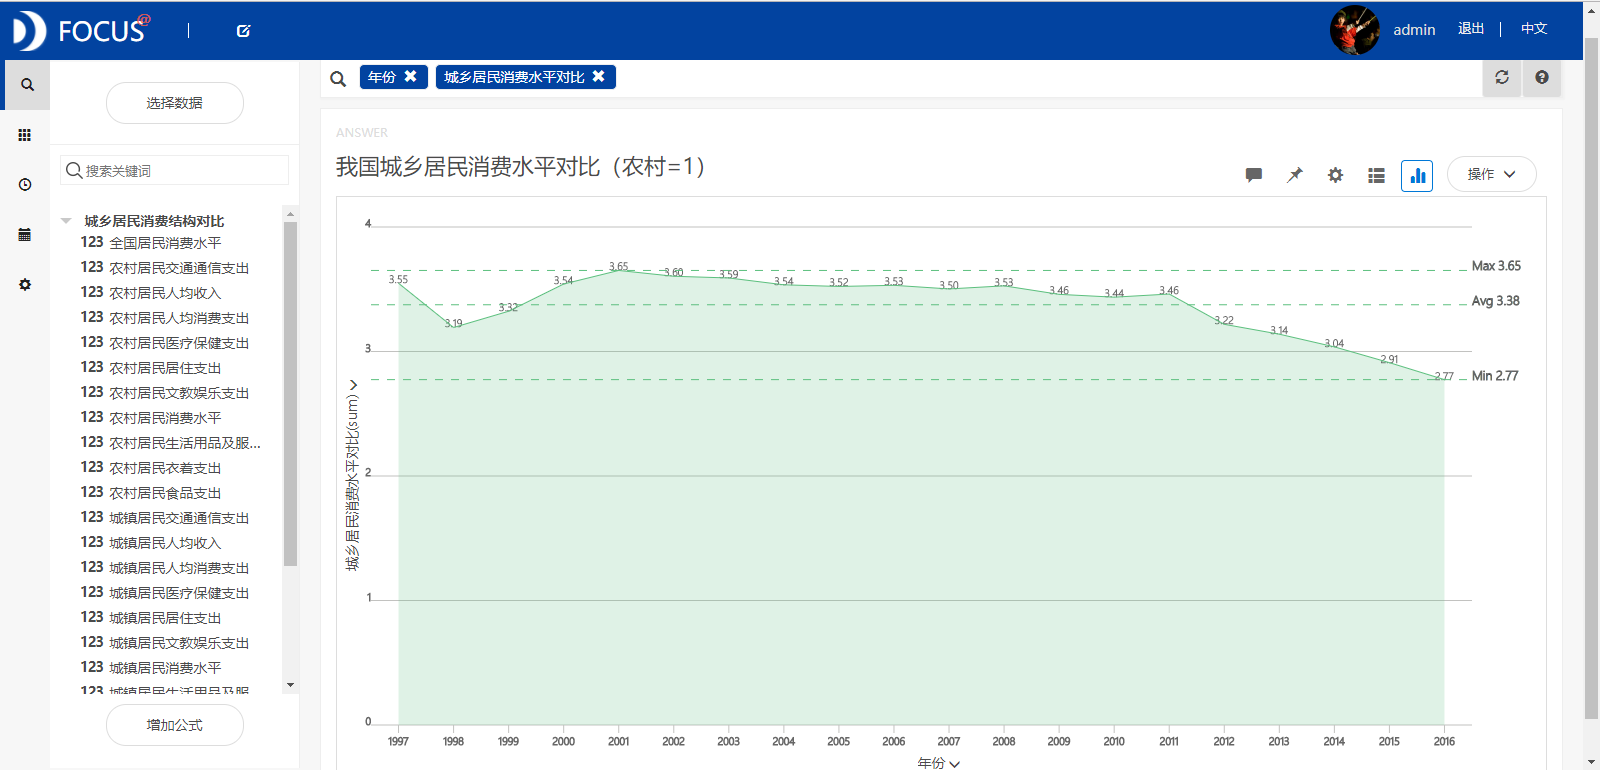 FOCUS@
admin
退出
中文
年份 ✖
城乡居民消费水平对比 ✖
选择数据
搜索关键词
城乡居民消费结构对比
123 全国居民消费水平
123 农村居民交通通信支出
123 农村居民人均收入
123 农村居民人均消费支出
123 农村居民医疗保健支出
123 农村居民居住支出
123 农村居民文教娱乐支出
123 农村居民消费水平
123 农村居民生活用品及服...
123 农村居民衣着支出
123 农村居民食品支出
123 城镇居民交通通信支出
123 城镇居民人均收入
123 城镇居民人均消费支出
123 城镇居民医疗保健支出
123 城镇居民居住支出
123 城镇居民文教娱乐支出
123 城镇居民消费水平
123 城镇居民生活用品及服
增加公式
ANSWER
我国城乡居民消费水平对比（农村=1）
操作
4
3
2
1
0
城乡居民消费水平对比(sum)
3.55
3.19
3.32
3.54
3.65
3.60
3.59
3.54
3.52
3.53
3.50
3.53
3.46
3.44
3.46
3.22
3.14
3.04
2.91
2.77
Max 3.65
Avg 3.38
Min 2.77
1997
1998
1999
2000
2001
2002
2003
2004
2005
2006
2007
2008
2009
2010
2011
2012
2013
2014
2015
2016
年份